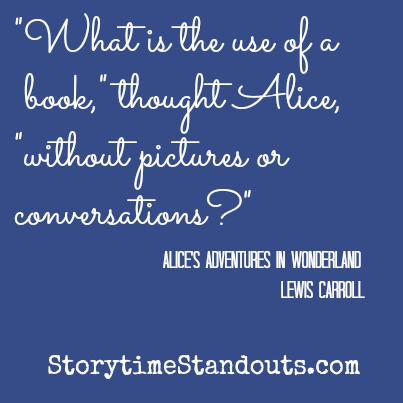 "What is the use of a
book," thought Alice,
"without pictures or
conversations?"
ALICE'S ADVENTURES IN WONDERLAND
LEWIS CARROLL
StorytimeStandouts.com